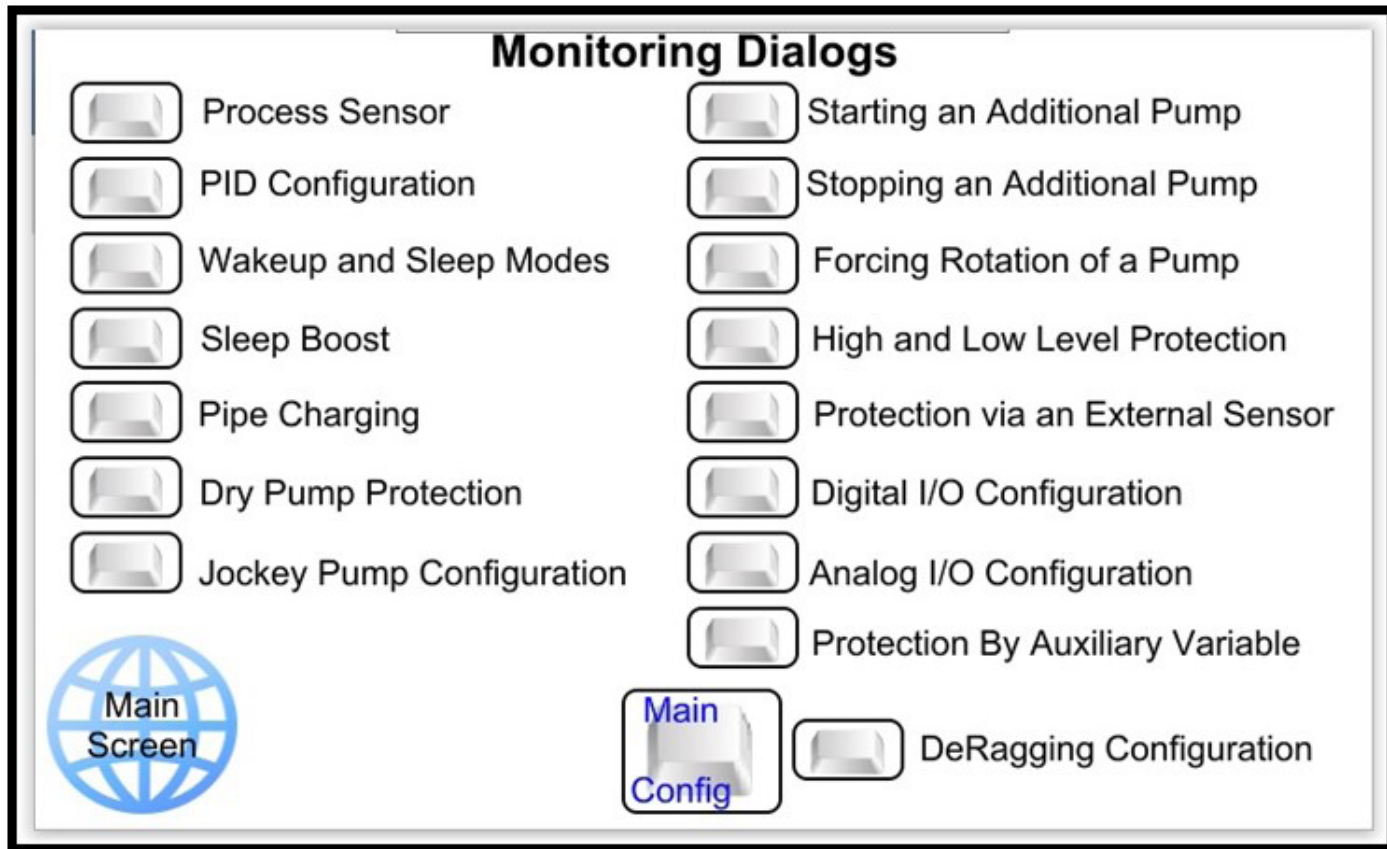 Monitoring Dialogs
Process Sensor
PID Configuration
Wakeup and Sleep Modes
Sleep Boost
Pipe Charging
Dry Pump Protection
Jockey Pump Configuration
Starting an Additional Pump
Stopping an Additional Pump
Forcing Rotation of a Pump
High and Low Level Protection
Protection via an External Sensor
Digital I/O Configuration
Analog I/O Configuration
Protection By Auxiliary Variable
Main
Screen
Main
Config
DeRagging Configuration